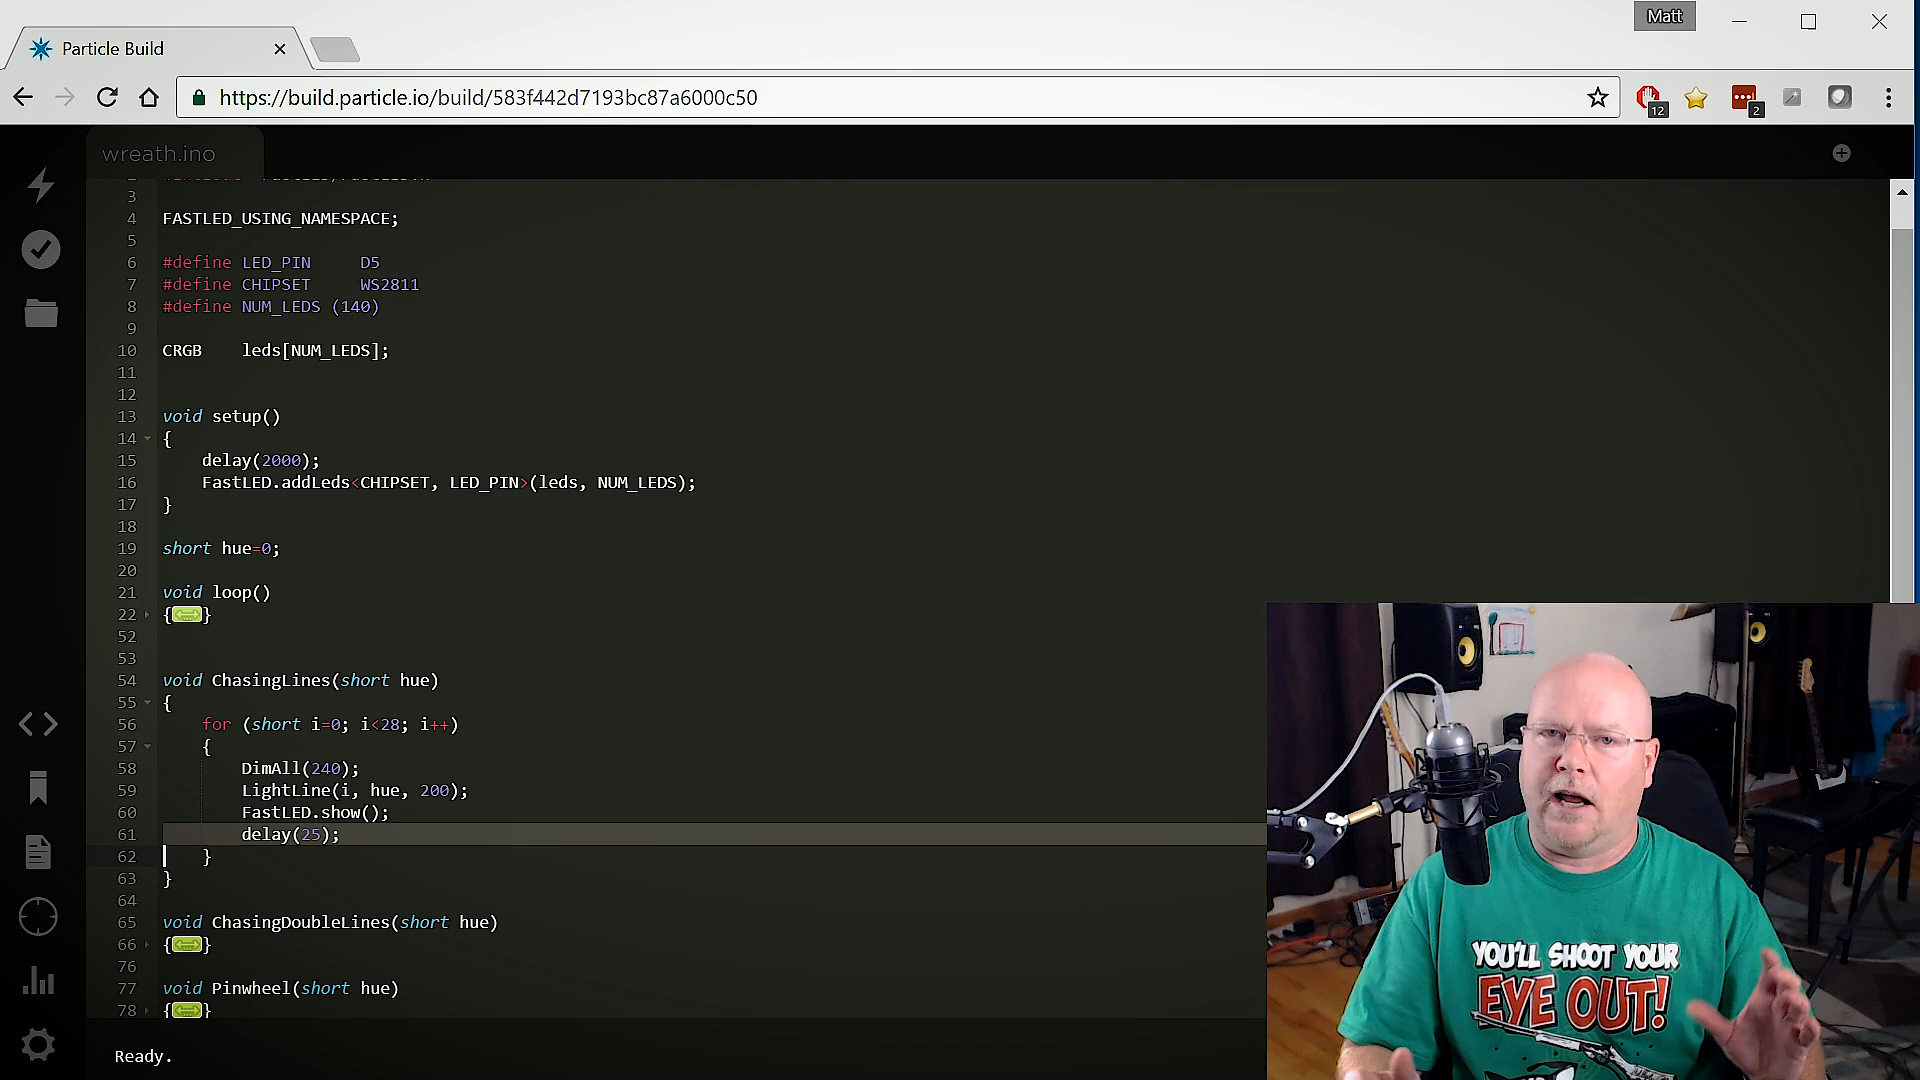 Matt
Particle Build
https://build.particle.io/build/583f442d7193bc87a6000c50
12
2
wreath.ino
3
4 FASTLED_USING_NAMESPACE;
5
6 #define LED_PIN D5
7 #define CHIPSET WS2811
8 #define NUM_LEDS (140)
9
10 CRGB leds[NUM_LEDS];
11
12
13 void setup()
14 {
15 delay(2000);
16 FastLED.addLeds<CHIPSET, LED_PIN>(leds, NUM_LEDS);
17 }
18
19 short hue=0;
20
21 void loop()
22 {}
52
53
54 void ChasingLines(short hue)
55 {
56 for (short i=0; i<28; i++)
57 {
58 DimAll(240);
59 LightLine(i, hue, 200);
60 FastLED.show();
61 delay(25);
62 }
63 }
64
65 void ChasingDoubleLines(short hue)
66 {}
76
77 void Pinwheel(short hue)
78 {}
Ready.
YOU'LL SHOOT YOUR
EYE OUT!